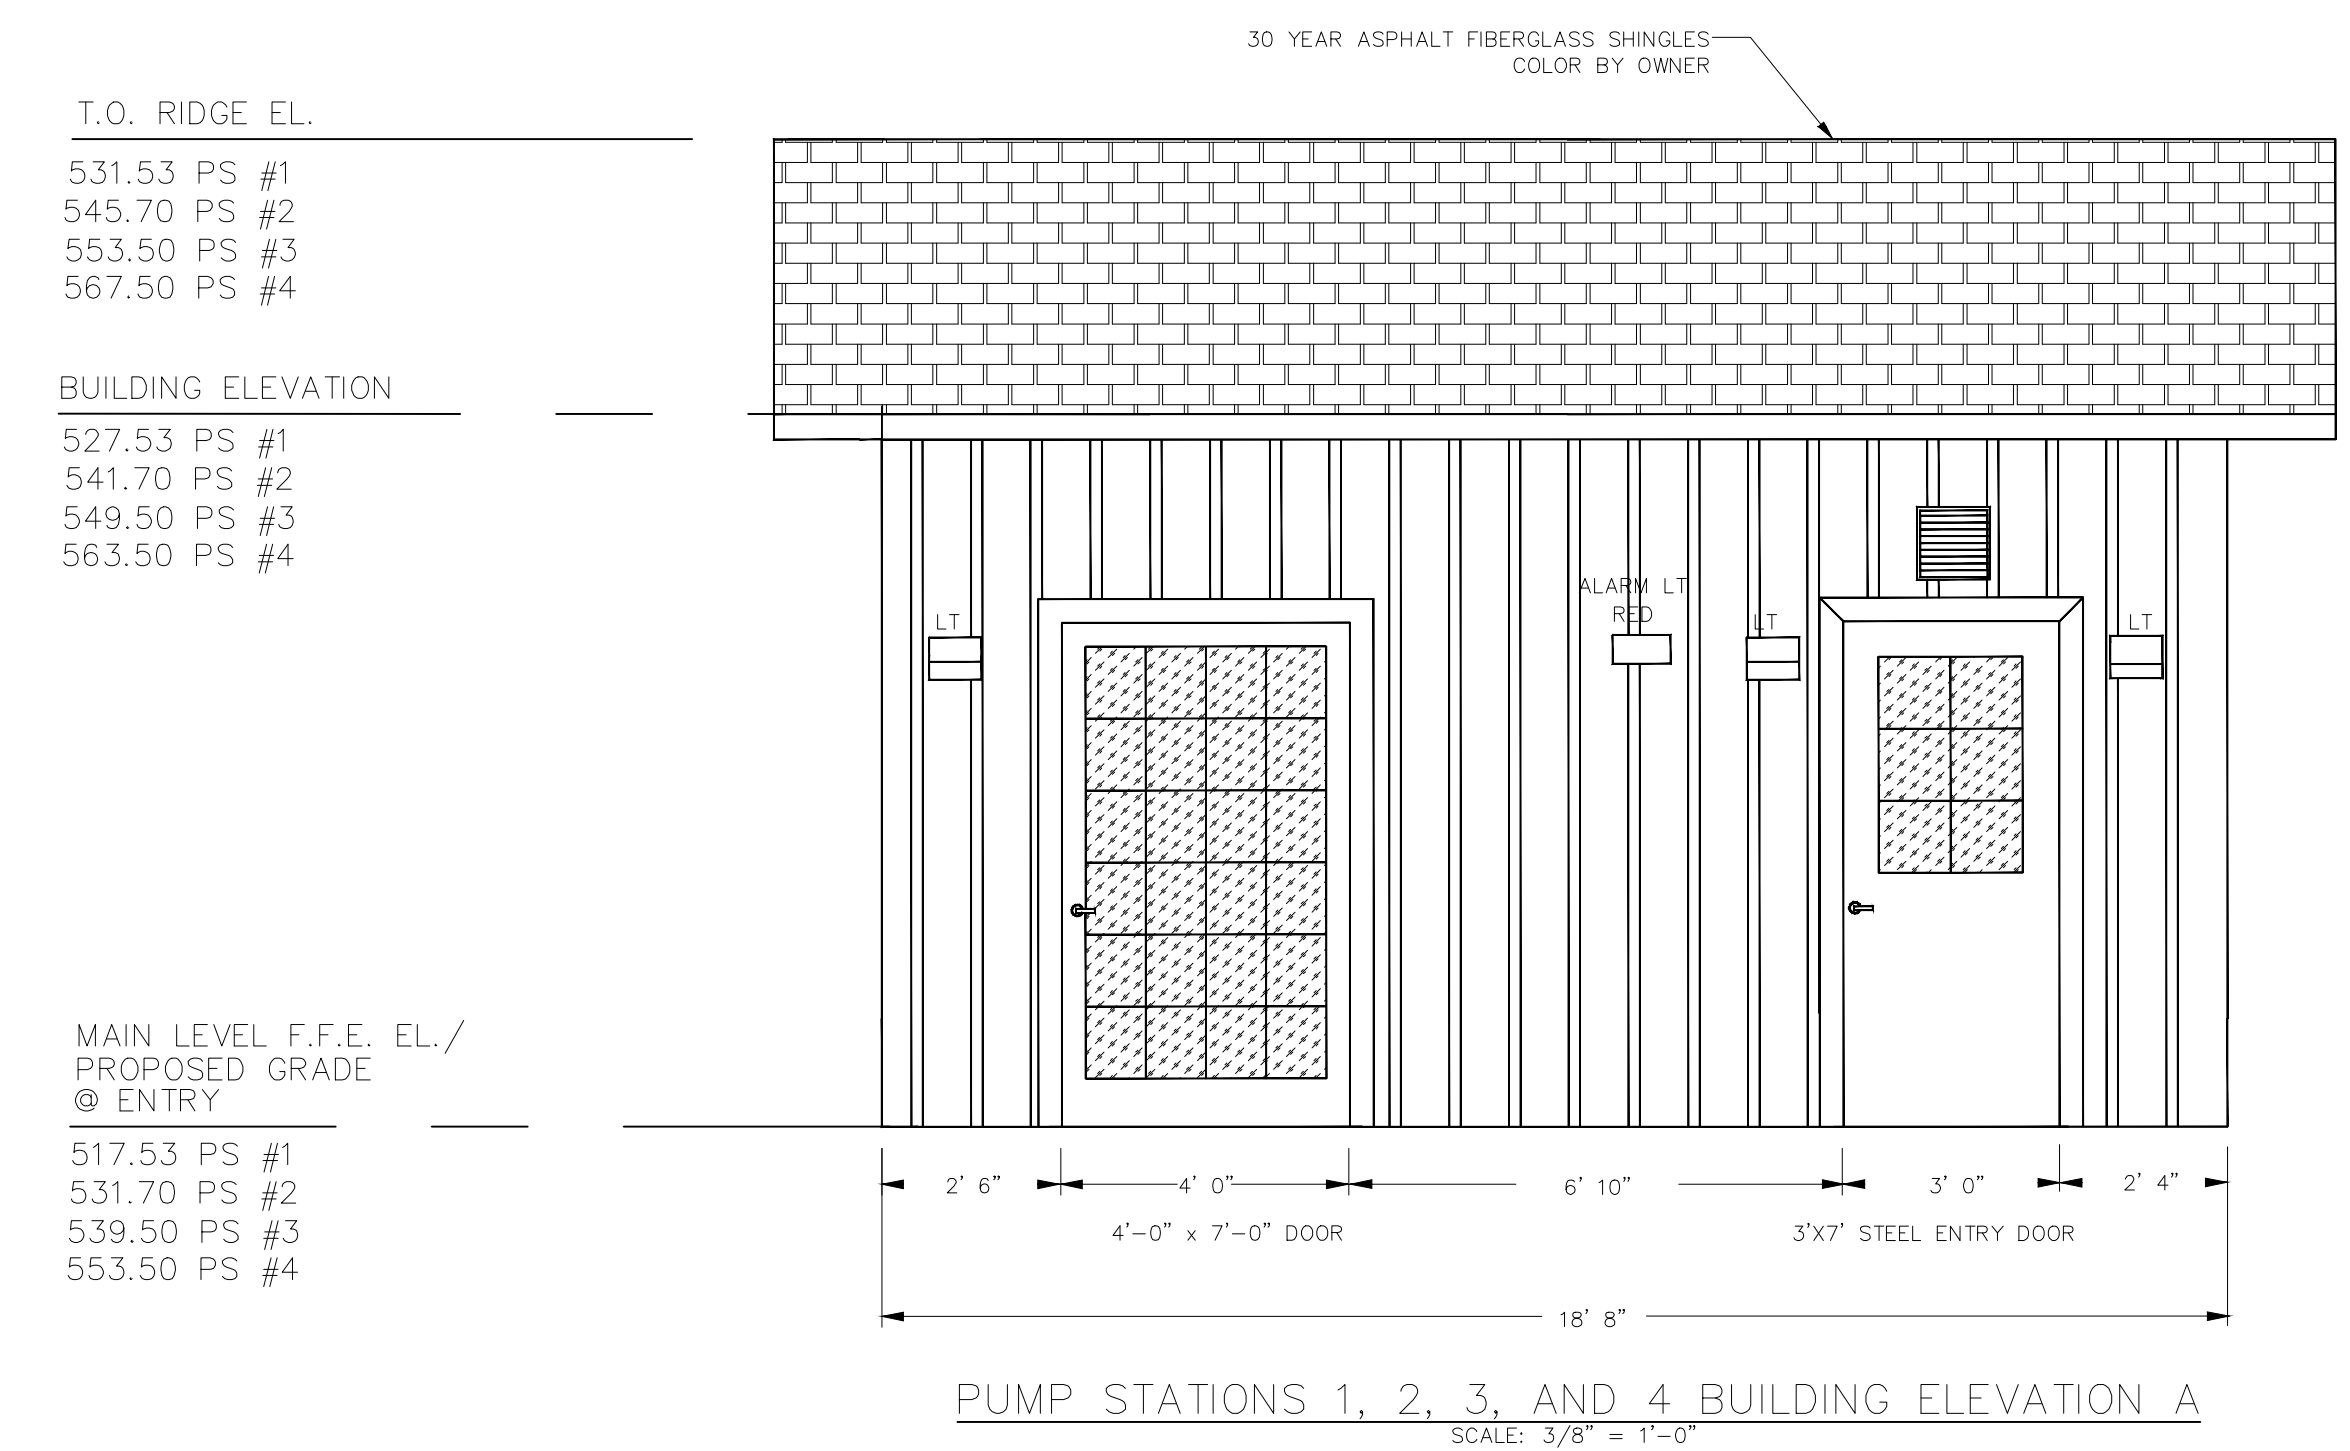 30 YEAR ASPHALT FIBERGLASS SHINGLES
COLOR BY OWNER
T.O. RIDGE EL.
531.53 PS #1
545.70 PS #2
553.50 PS #3
567.50 PS #4
BUILDING ELEVATION
527.53 PS #1
541.70 PS #2
549.50 PS #3
563.50 PS #4
ALARM LT
RED
LT
LT
LT
MAIN LEVEL F.F.E. EL./
PROPOSED GRADE
@ ENTRY
517.53 PS #1
531.70 PS #2
539.50 PS #3
553.50 PS #4
2' 6"
4' 0"
6' 10"
3' 0"
2' 4"
4'-0" x 7'-0" DOOR
3'X7' STEEL ENTRY DOOR
18' 8"
PUMP STATIONS 1, 2, 3, AND 4 BUILDING ELEVATION A
SCALE: 3/8" = 1'-0"